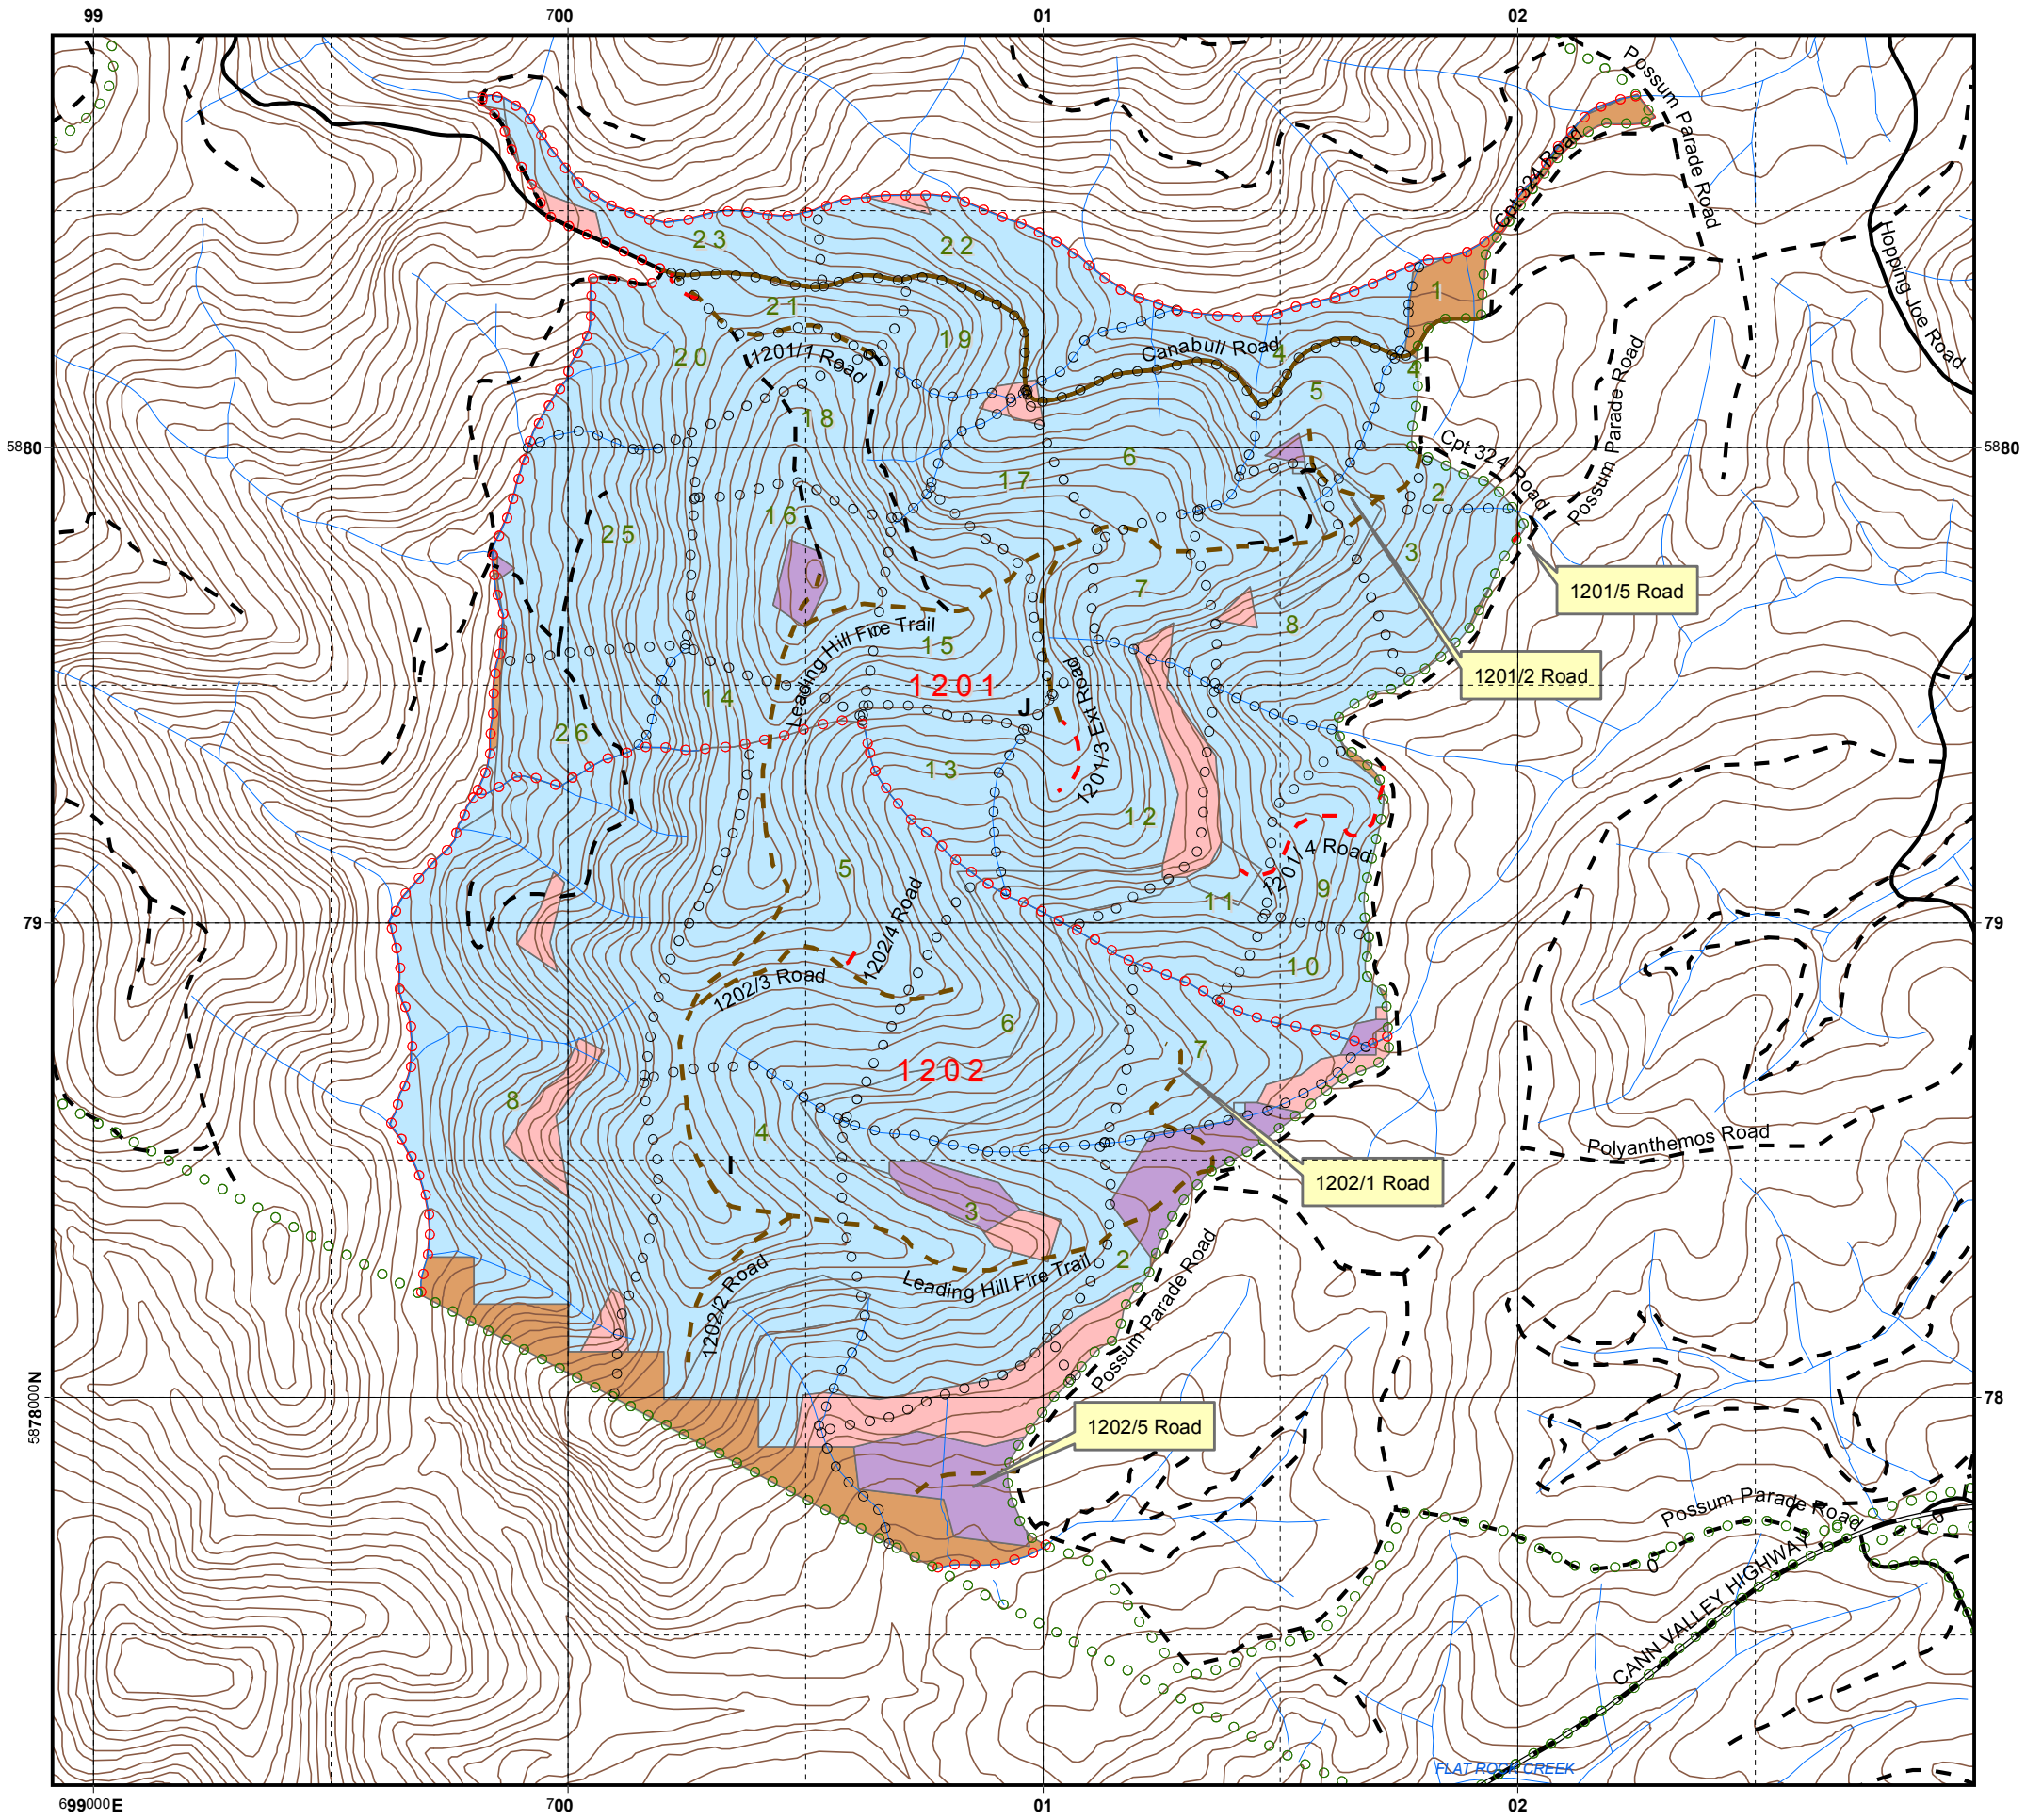 99
700
01
02
Possum Parade Road
Cpt 324 Road
Hopping Joe Road
23
22
1
21
20
19
1201/1 Road
Canabull Road
4
4
5
Possum Parade Road
18
5880
5880
6
17
Cpt 324 Road
2
16
25
3
7
1201/5 Road
8
Leading Hill Fire Trail
15
1201/2 Road
1201
14
J
1201/3 Ext Road
26
13
12
1201/4 Road
5
9
11
79
79
1202/4 Road
10
1202/3 Road
6
7
1202
8
4
Polyanthemos Road
I
1202/1 Road
3
2
Leading Hill Fire Trail
1202/2 Road
Possum Parade Road
5878000N
78
1202/5 Road
Possum Parade Road
0
0
CANN VALLEY HIGHWAY
FLAT ROCK CREEK
699000E
700
01
02